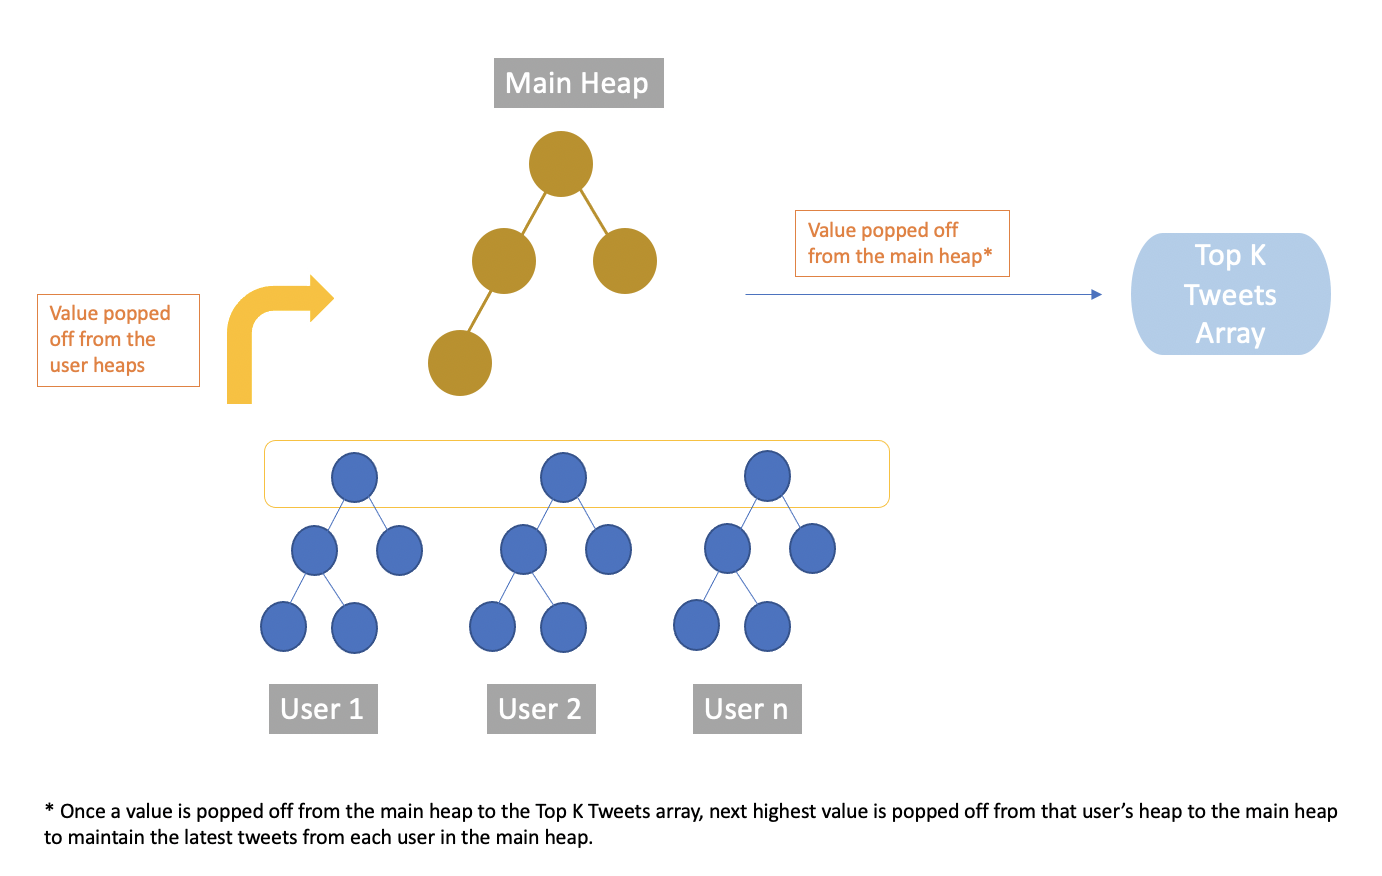 Main Heap
Value popped off
from the main heap*
Top K
Tweets
Array
Value popped
off from the
user heaps
User 1
User 2
User n
* Once a value is popped off from the main heap to the Top K Tweets array, next highest value is popped off from that user’s heap to the main heap
to maintain the latest tweets from each user in the main heap.